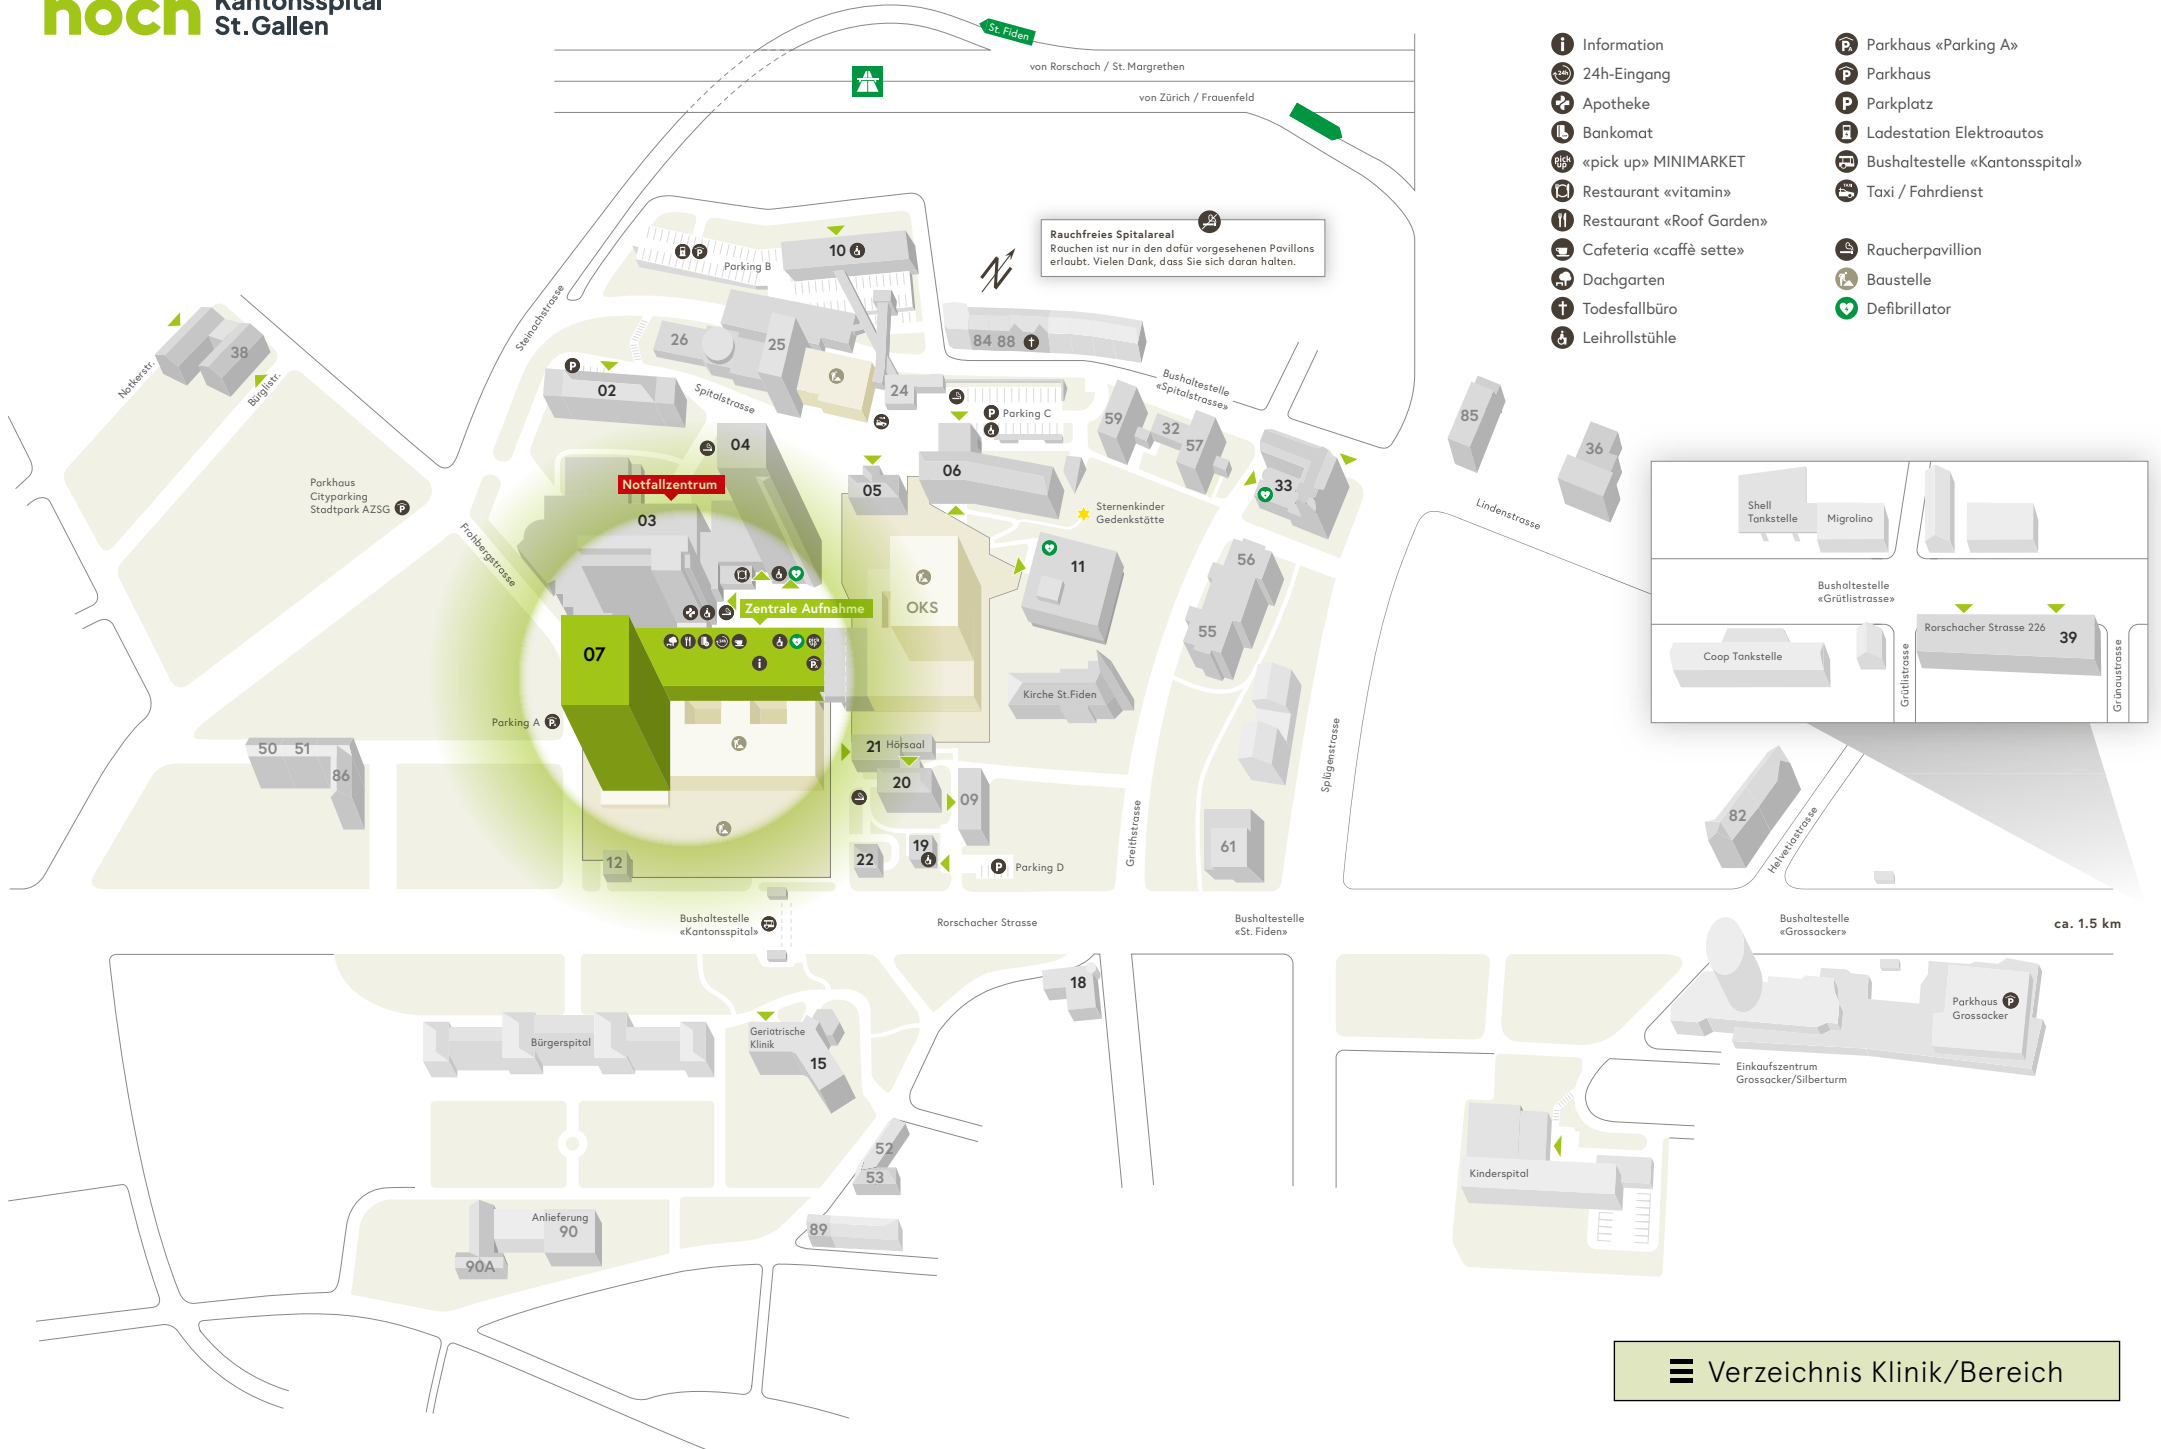 noch Kantonsspital
St.Gallen
St. Fiden
von Rorschach / St. Margrethen
von Zürich / Frauenfeld
Information
24h-Eingang
Apotheke
Bankomat
«pick up» MINIMARKET
Restaurant «vitamin»
Restaurant «Roof Garden»
Cafeteria «caffè sette»
Dachgarten
Todesfallbüro
Leihrollstühle
Parkhaus «Parking A»
Parkhaus
Parkplatz
Ladestation Elektroautos
Bushaltestelle «Kantonsspital»
Taxi / Fahrdienst
Raucherpavillion
Baustelle
Defibrillator
Rauchfreies Spitalareal
Rauchen ist nur in den dafür vorgesehenen Pavillons
erlaubt. Vielen Dank, dass Sie sich daran halten.
N
Parking B
10
Steinachstrasse
26
25
84 88
38
Notkerstr.
Bürglistr.
02
Spitalstrasse
24
Parking C
Bushaltestelle
«Spitalstrasse»
59
32
57
85
36
04
Notfallzentrum
03
05
06
33
Parkhaus
Cityparking
Stadtpark AZSG
Frohbergstrasse
Sternenkinder
Gedenkstätte
Lindenstrasse
11
56
55
OKS
Zentrale Aufnahme
07
Parking A
Kirche St.Fiden
Shell
Tankstelle
Migrolino
Bushaltestelle
«Grütlistrasse»
Rorschacher Strasse 226
39
Coop Tankstelle
Grütlistrasse
Grünaustrasse
50 51
86
21 Hörsaal
20
09
Splügenstrasse
Greithstrasse
12
22
19
Parking D
61
82
Helvetiastrasse
Bushaltestelle
«Kantonsspital»
Rorschacher Strasse
Bushaltestelle
«St. Fiden»
Bushaltestelle
«Grossacker»
ca. 1.5 km
18
Bürgerspital
Geriatrische
Klinik
15
Parkhaus
Grossacker
Einkaufszentrum
Grossacker/Silberturm
52
53
89
Kinderspital
Anlieferung
90
90A
Verzeichnis Klinik/Bereich